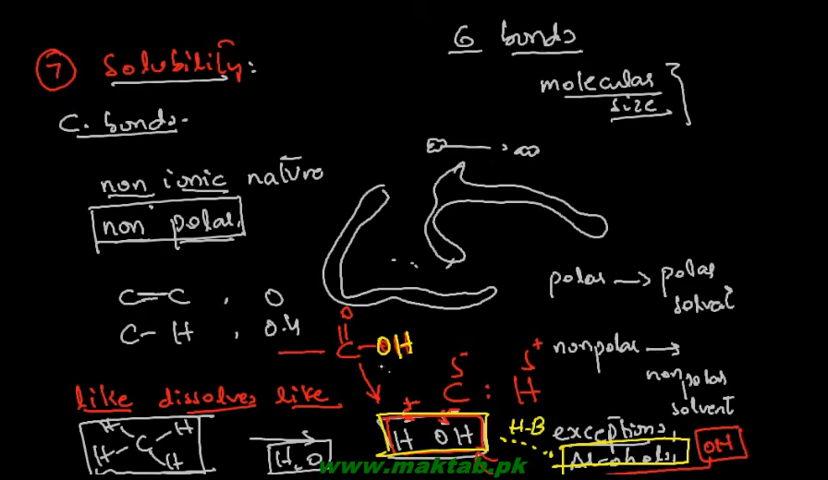 7 Solubility:
6 bonds
molecular
size
C. bonds.
non ionic nature
non polar.
polar → polar
solvent
C=C , 0
C-H , 0.4
O
C-OH
nonpolar →
nonpolar
solvent
δ- δ+
C : H
like dissolves like
H C H
H H
H2O
+ -
H OH
H-B
exceptions,
Alcohols,
OH
www.maktab.pk